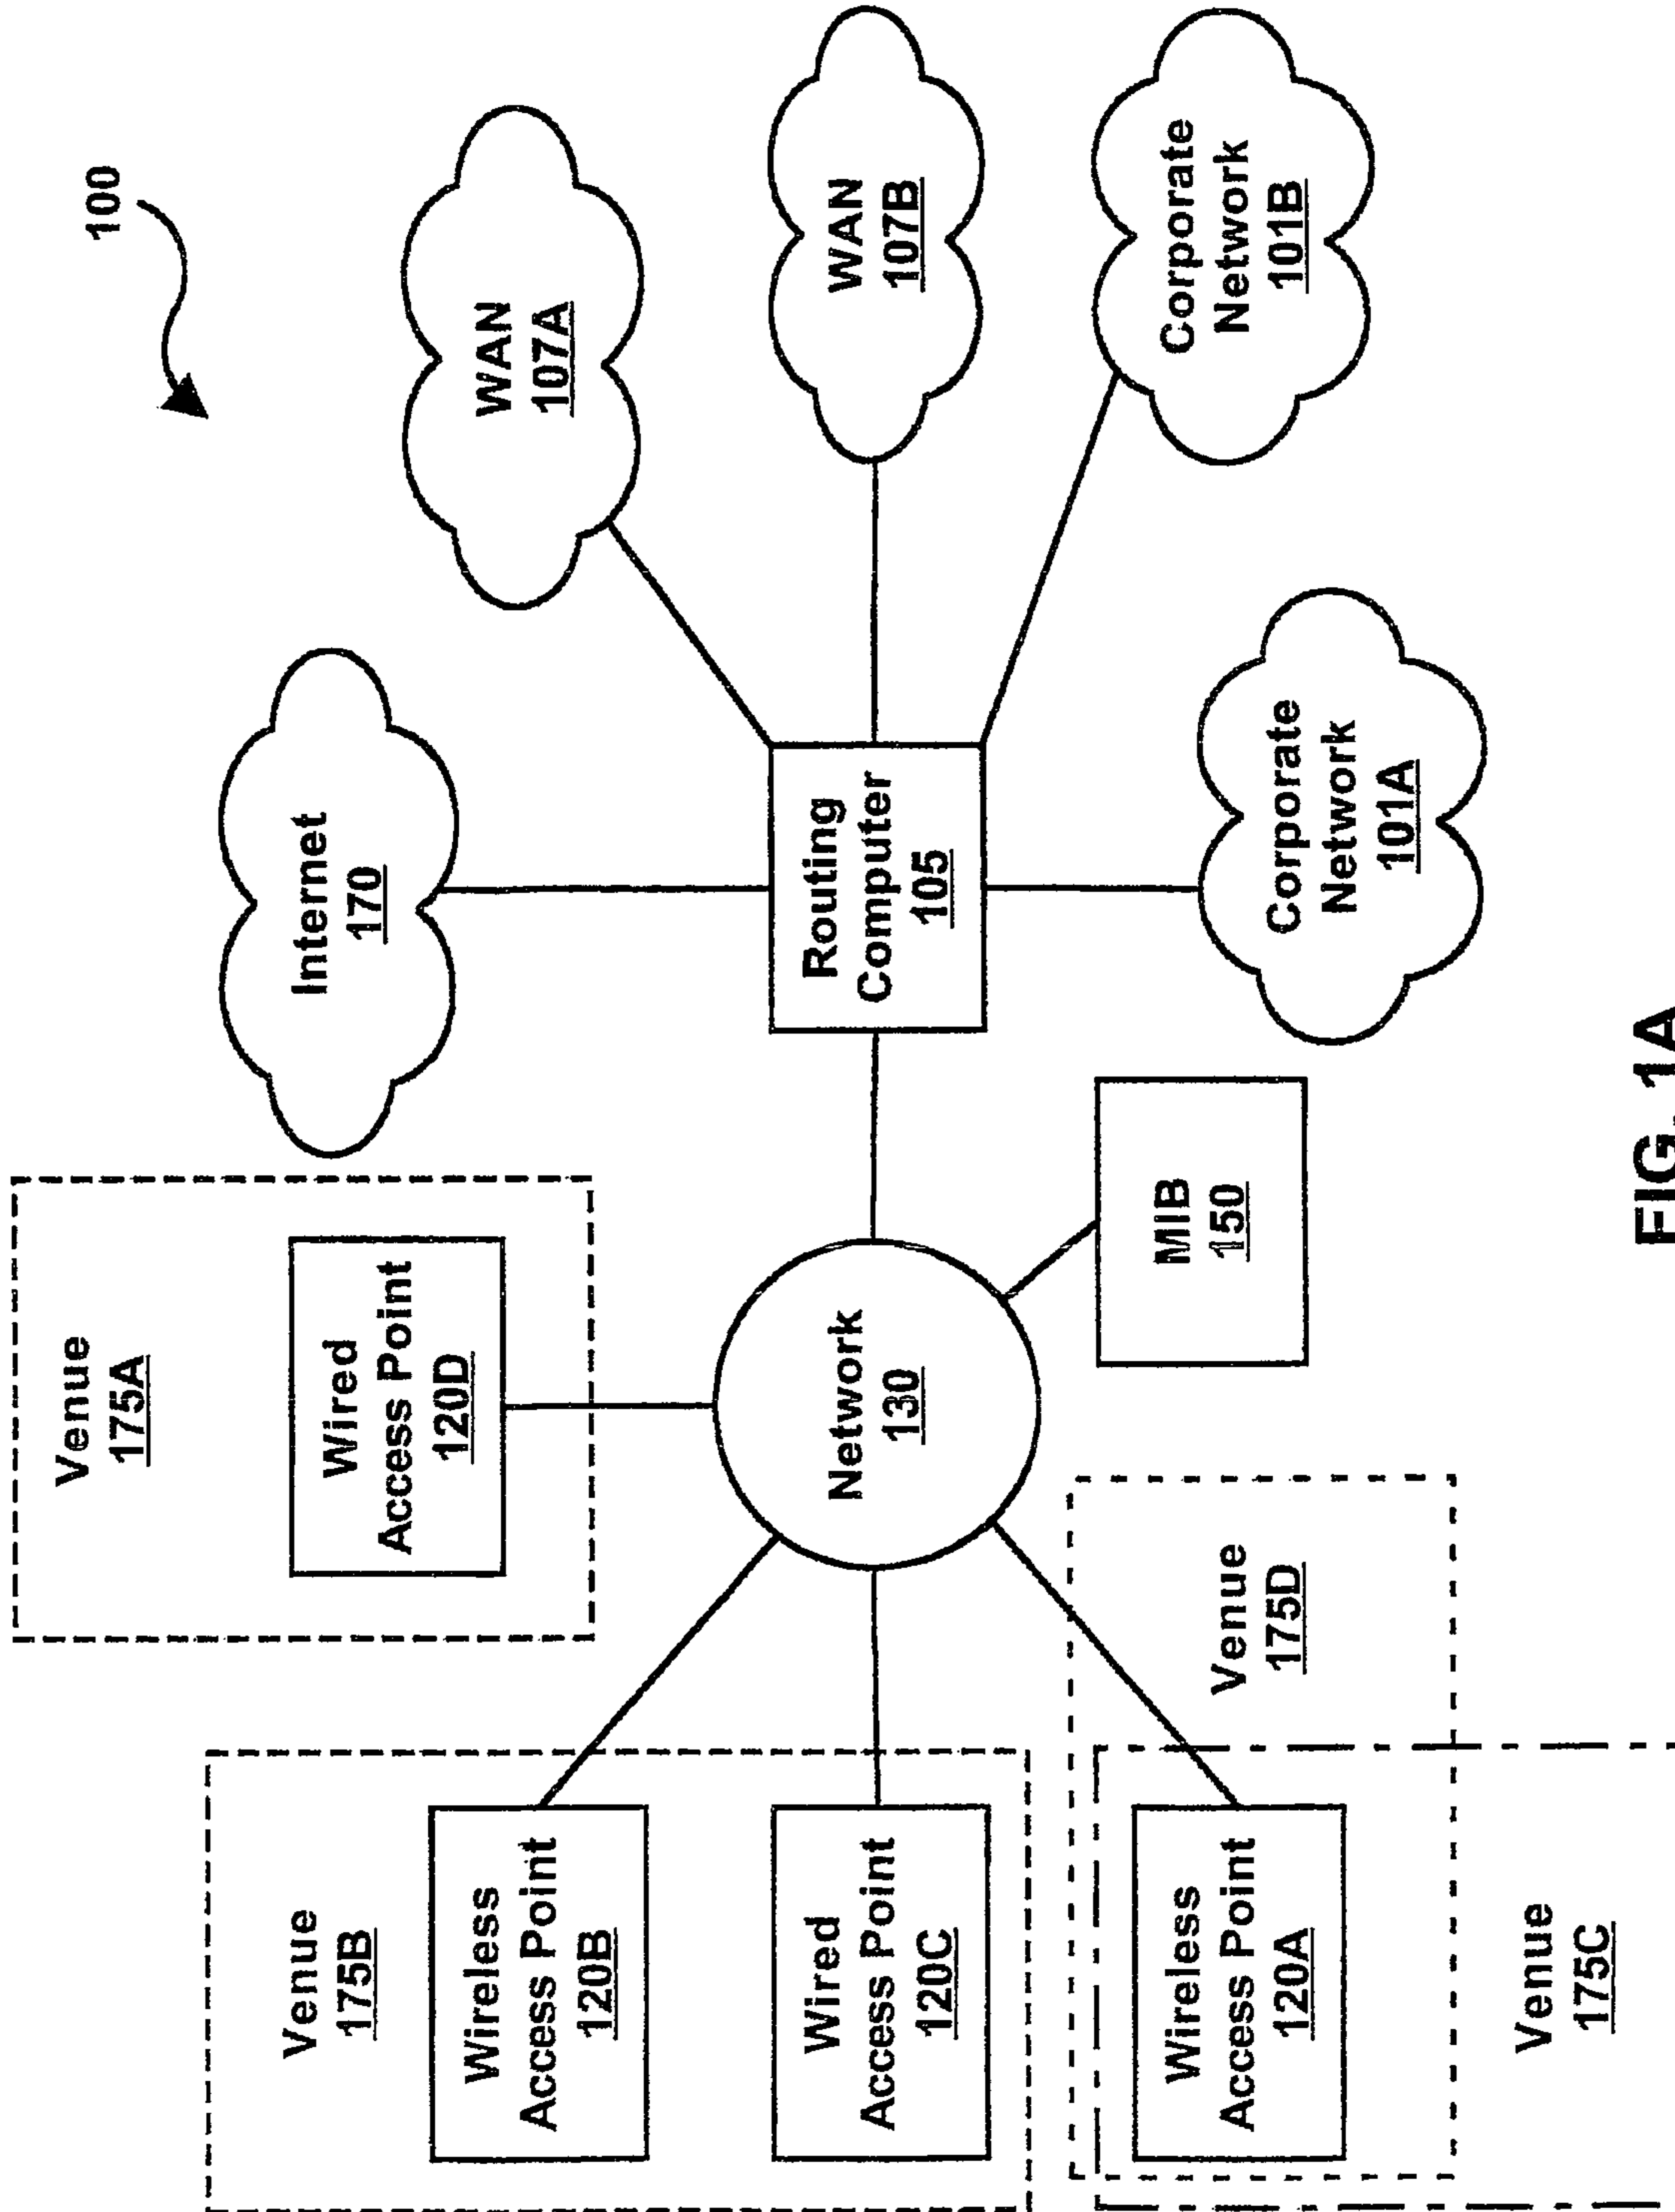 100
Venue
175A
Wired
Access Point
120D
Internet
170
WAN
107A
Venue
175B
Wireless
Access Point
120B
Wired
Access Point
120C
Network
130
Routing
Computer
105
WAN
107B
Venue
175D
Wireless
Access Point
120A
Venue
175C
MIB
150
Corporate
Network
101A
Corporate
Network
101B
FIG. 1A